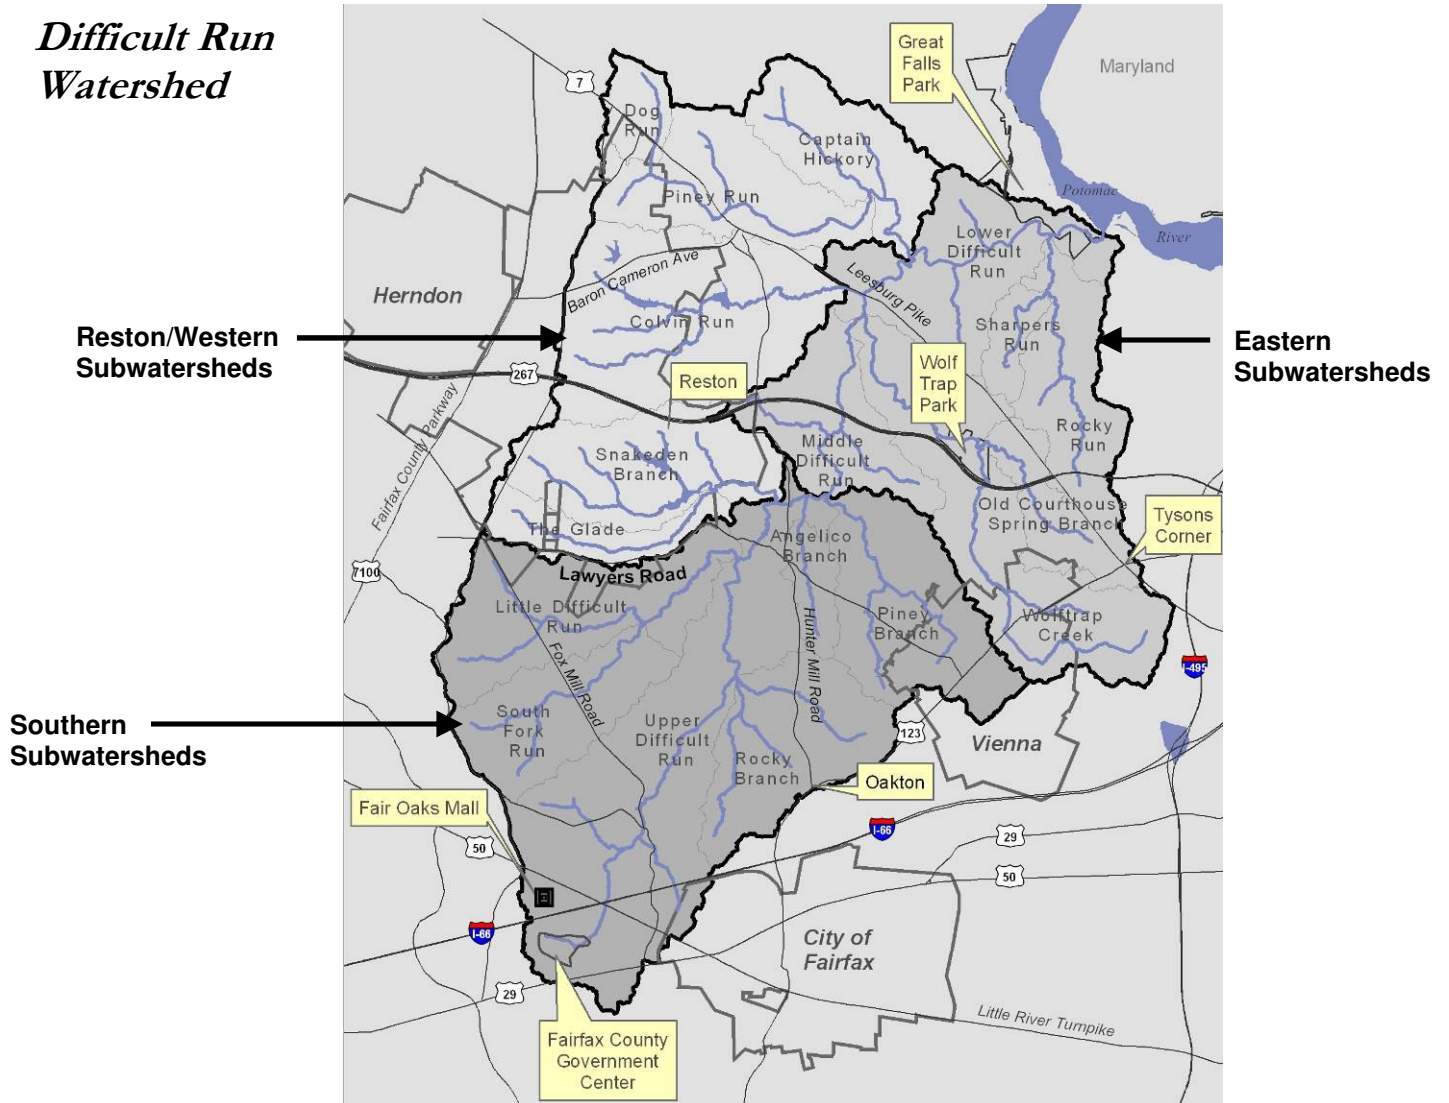 Difficult Run
Watershed
Great
Falls
Park
Maryland
7
Dog
Run
Captain
Hickory
Piney Run
Potomac
River
Lower
Difficult
Run
Herndon
Baron Cameron Ave
Leesburg Pike
Colvin Run
Sharpers
Run
Reston/Western
Subwatersheds
Eastern
Subwatersheds
Wolf
Trap
Park
267
Reston
Fairfax County Parkway
Rocky
Run
Middle
Difficult
Run
Snakeden
Branch
Old Courthouse
Spring Branch
Tysons
Corner
The Glade
Angelico
Branch
7100
Lawyers Road
Little Difficult
Run
Hunter Mill Road
Piney
Branch
Wolftrap
Creek
Fox Mill Road
I-495
Southern
Subwatersheds
South
Fork
Run
Upper
Difficult
Run
Rocky
Branch
123
Vienna
Oakton
Fair Oaks Mall
I-66
29
50
50
I-66
City of
Fairfax
29
Little River Turnpike
Fairfax County
Government
Center